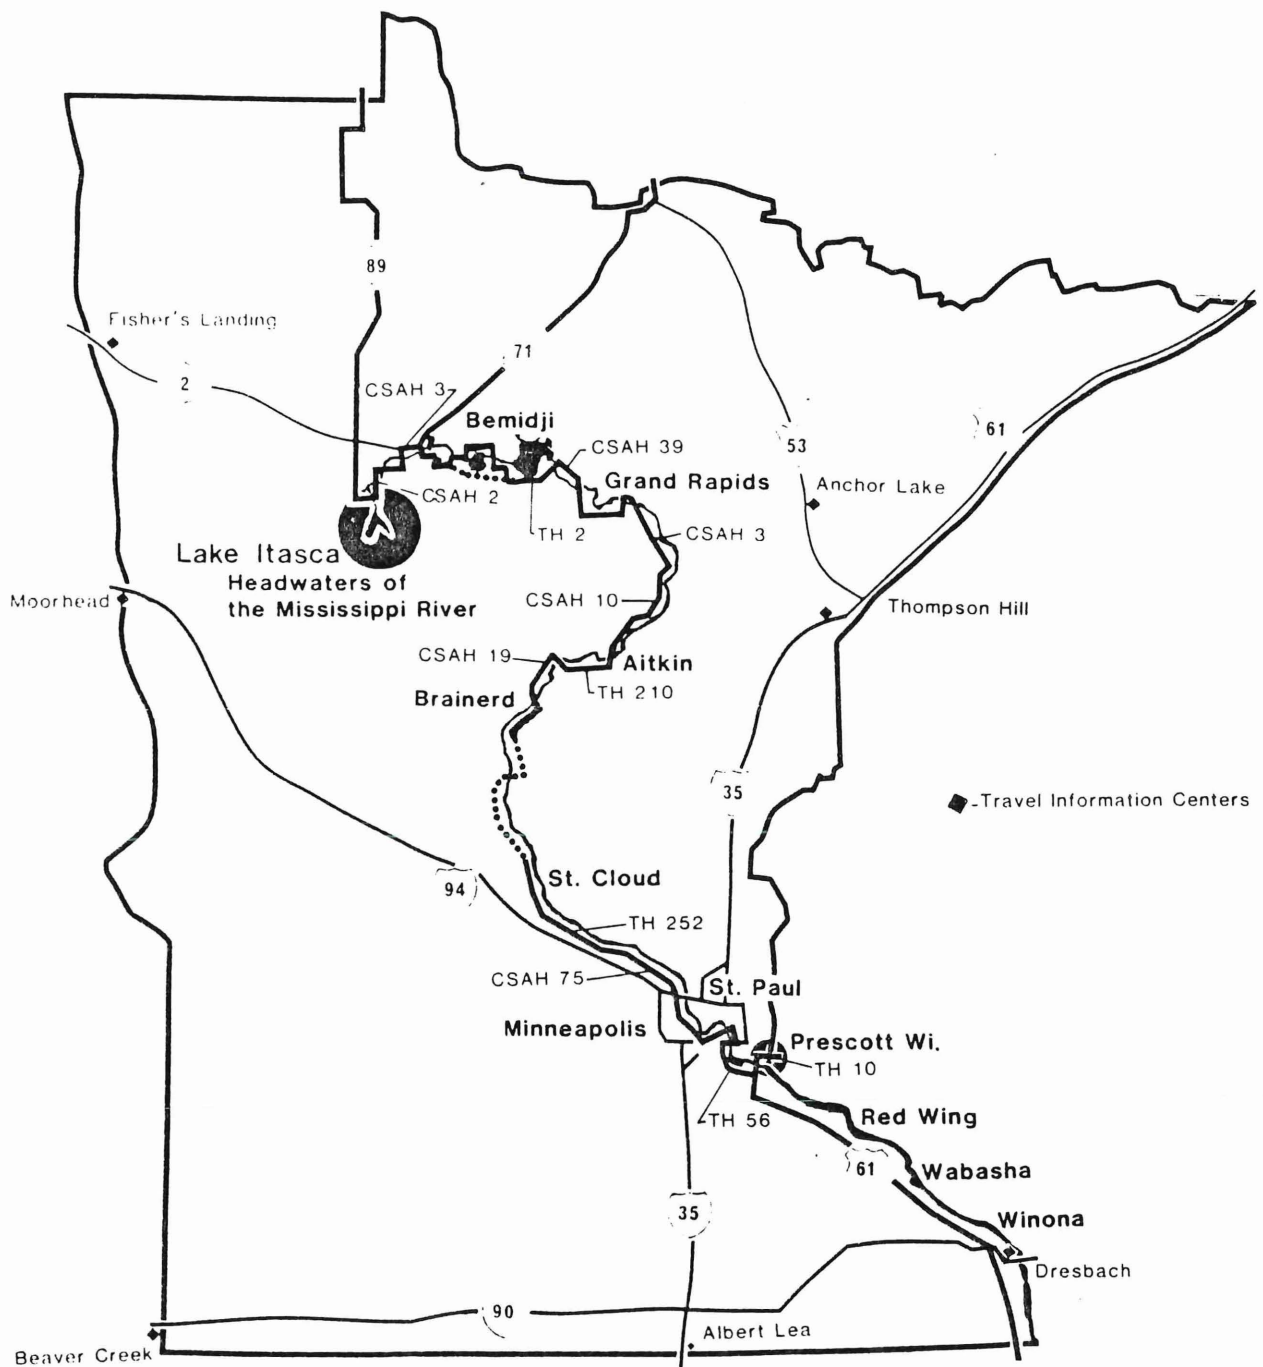 89
Fisher's Landing
71
2
CSAH 3
Bemidji
61
53
CSAH 39
Grand Rapids
Anchor Lake
CSAH 2
TH 2
CSAH 3
Lake Itasca
Headwaters of
the Mississippi River
Moorhead
CSAH 10
Thompson Hill
CSAH 19
Aitkin
TH 210
Brainerd
35
Travel Information Centers
St. Cloud
94
TH 252
CSAH 75
St. Paul
Minneapolis
Prescott Wi.
TH 10
TH 56
Red Wing
61
Wabasha
35
Winona
Dresbach
90
Albert Lea
Beaver Creek